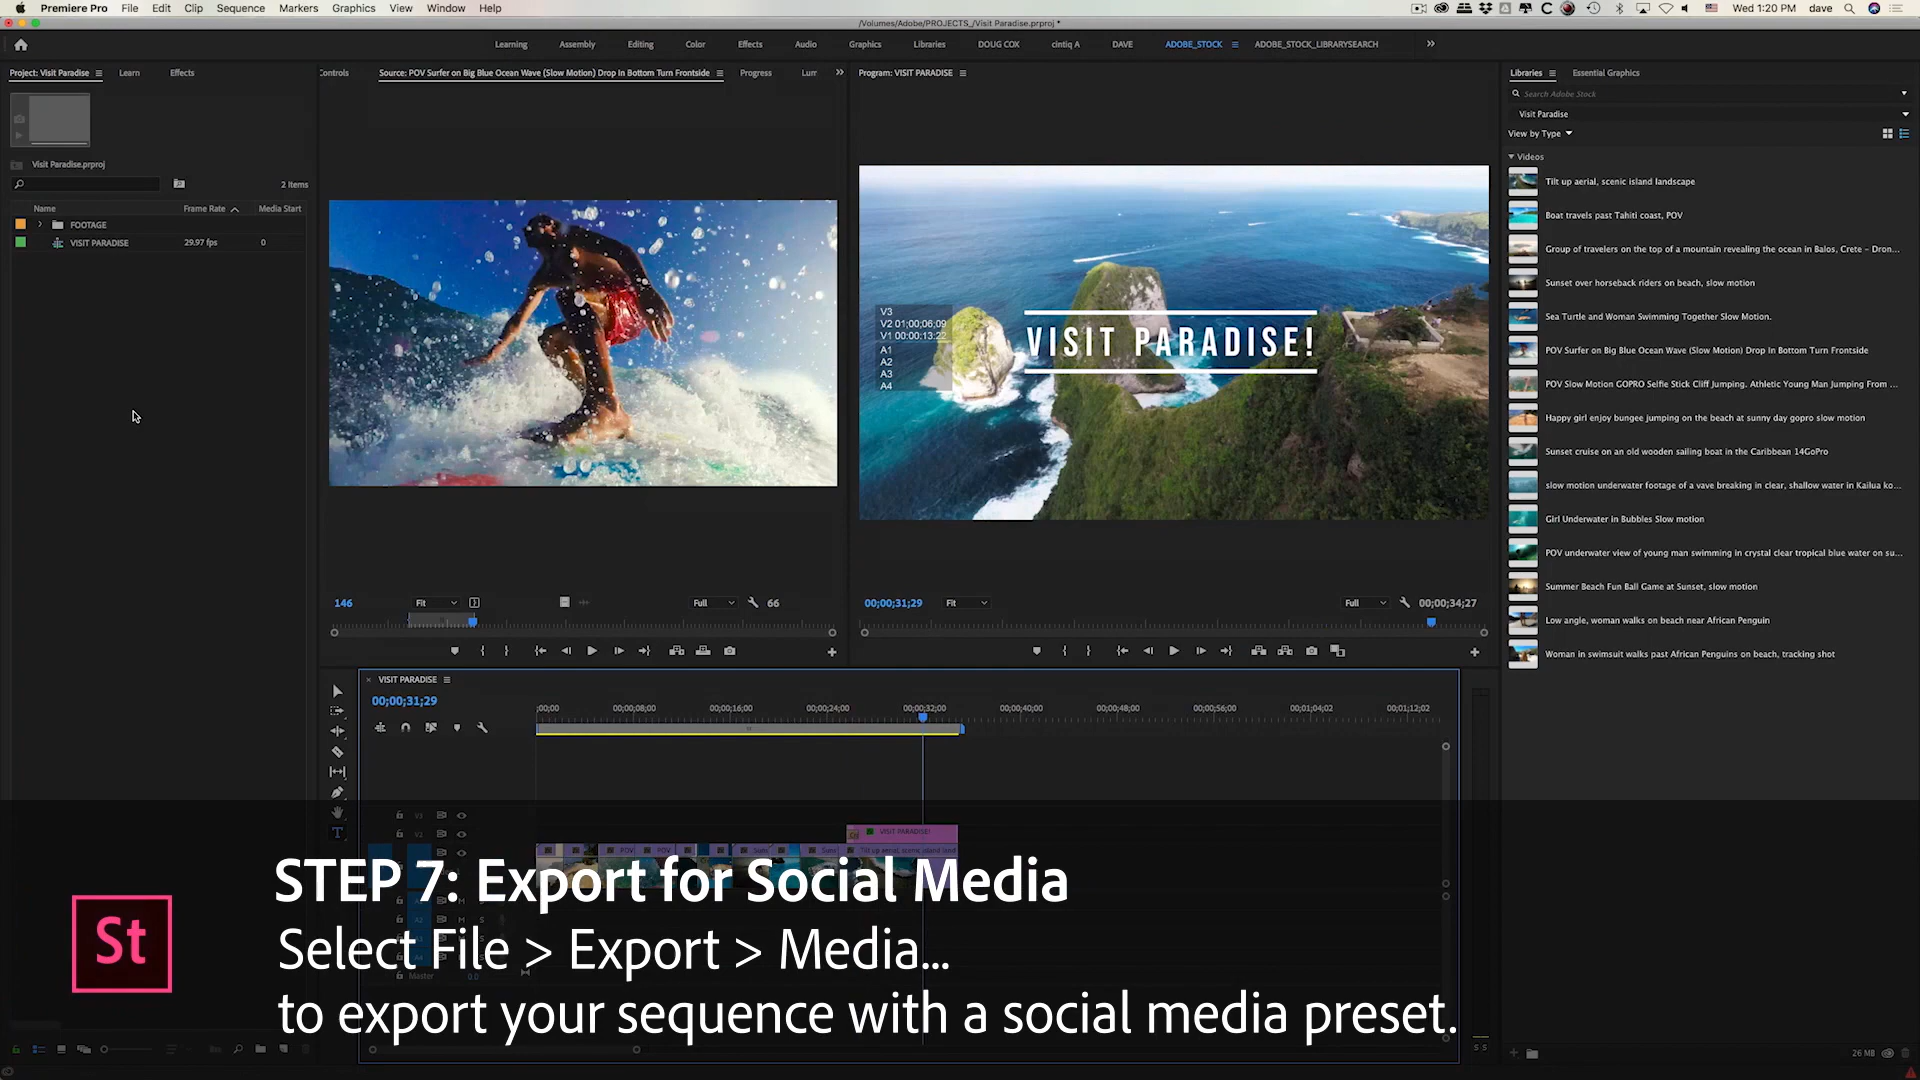 Premiere Pro File Edit Clip Sequence Markers Graphics View Window Help
Wed 1:20 PM dave
/Volumes/Adobe/PROJECTS_/Visit Paradise.prproj *
Learning Assembly Editing Color Effects Audio Graphics Libraries DOUG COX cintiq A DAVE ADOBE_STOCK ADOBE_STOCK_LIBRARYSEARCH
Project: Visit Paradise Learn Effects
Controls Source: POV Surfer on Big Blue Ocean Wave (Slow Motion) Drop In Bottom Turn Frontside Progress Lum
Program: VISIT PARADISE
Libraries Essential Graphics
Search Adobe Stock
Visit Paradise
View by Type
Visit Paradise.prproj
2 Items
Name Frame Rate Media Start
FOOTAGE
VISIT PARADISE 29.97 fps 0
V3
V2 01;00;06;09
V1 00:00:13:22
A1
A2
A3
A4
VISIT PARADISE!
Videos
Tilt up aerial, scenic island landscape
Boat travels past Tahiti coast, POV
Group of travelers on the top of a mountain revealing the ocean in Balos, Crete – Dron...
Sunset over horseback riders on beach, slow motion
Sea Turtle and Woman Swimming Together Slow Motion.
POV Surfer on Big Blue Ocean Wave (Slow Motion) Drop In Bottom Turn Frontside
POV Slow Motion GOPRO Selfie Stick Cliff Jumping. Athletic Young Man Jumping From ...
Happy girl enjoy bungee jumping on the beach at sunny day gopro slow motion
Sunset cruise on an old wooden sailing boat in the Caribbean 14GoPro
slow motion underwater footage of a vave breaking in clear, shallow water in Kailua ko...
Girl Underwater in Bubbles Slow motion
POV underwater view of young man swimming in crystal clear tropical blue water on su...
Summer Beach Fun Ball Game at Sunset, slow motion
Low angle, woman walks on beach near African Penguin
Woman in swimsuit walks past African Penguins on beach, tracking shot
146 Fit Full 66
00;00;31;29 Fit Full 00;00;34;27
VISIT PARADISE
00;00;31;29
;00;00 00;00;08;00 00;00;16;00 00;00;24;00 00;00;32;00 00;00;40;00 00;00;48;00 00;00;56;00 00;01;04;02 00;01;12;02
V3
V2 VISIT PARADISE!
POV POV Suns Sunse Tilt up aerial, scenic island land
A2 M S
A4
Master 0.0
St
STEP 7: Export for Social Media
Select File > Export > Media...
to export your sequence with a social media preset.
S S
26 MB